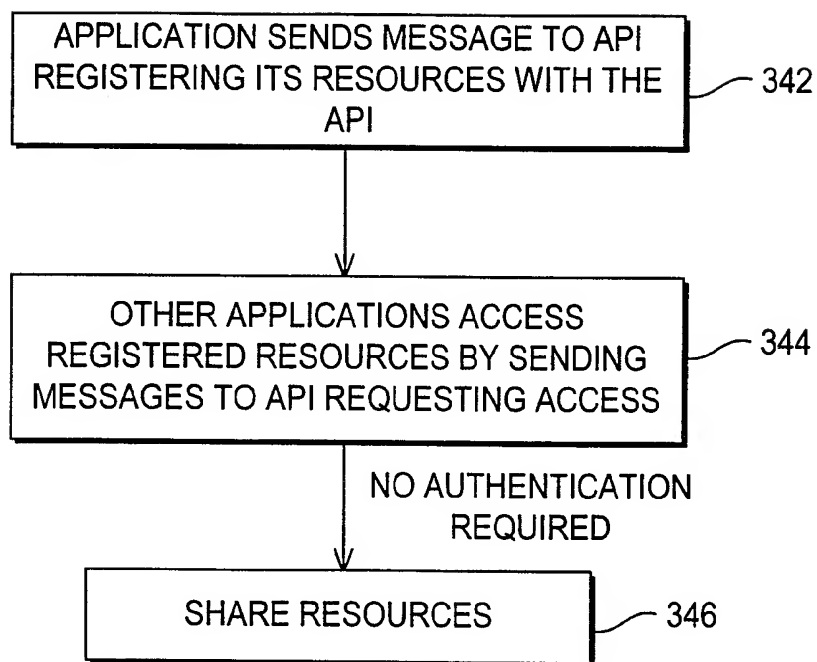 APPLICATION SENDS MESSAGE TO API
REGISTERING ITS RESOURCES WITH THE
API
342
OTHER APPLICATIONS ACCESS
REGISTERED RESOURCES BY SENDING
MESSAGES TO API REQUESTING ACCESS
344
NO AUTHENTICATION
REQUIRED
SHARE RESOURCES
346